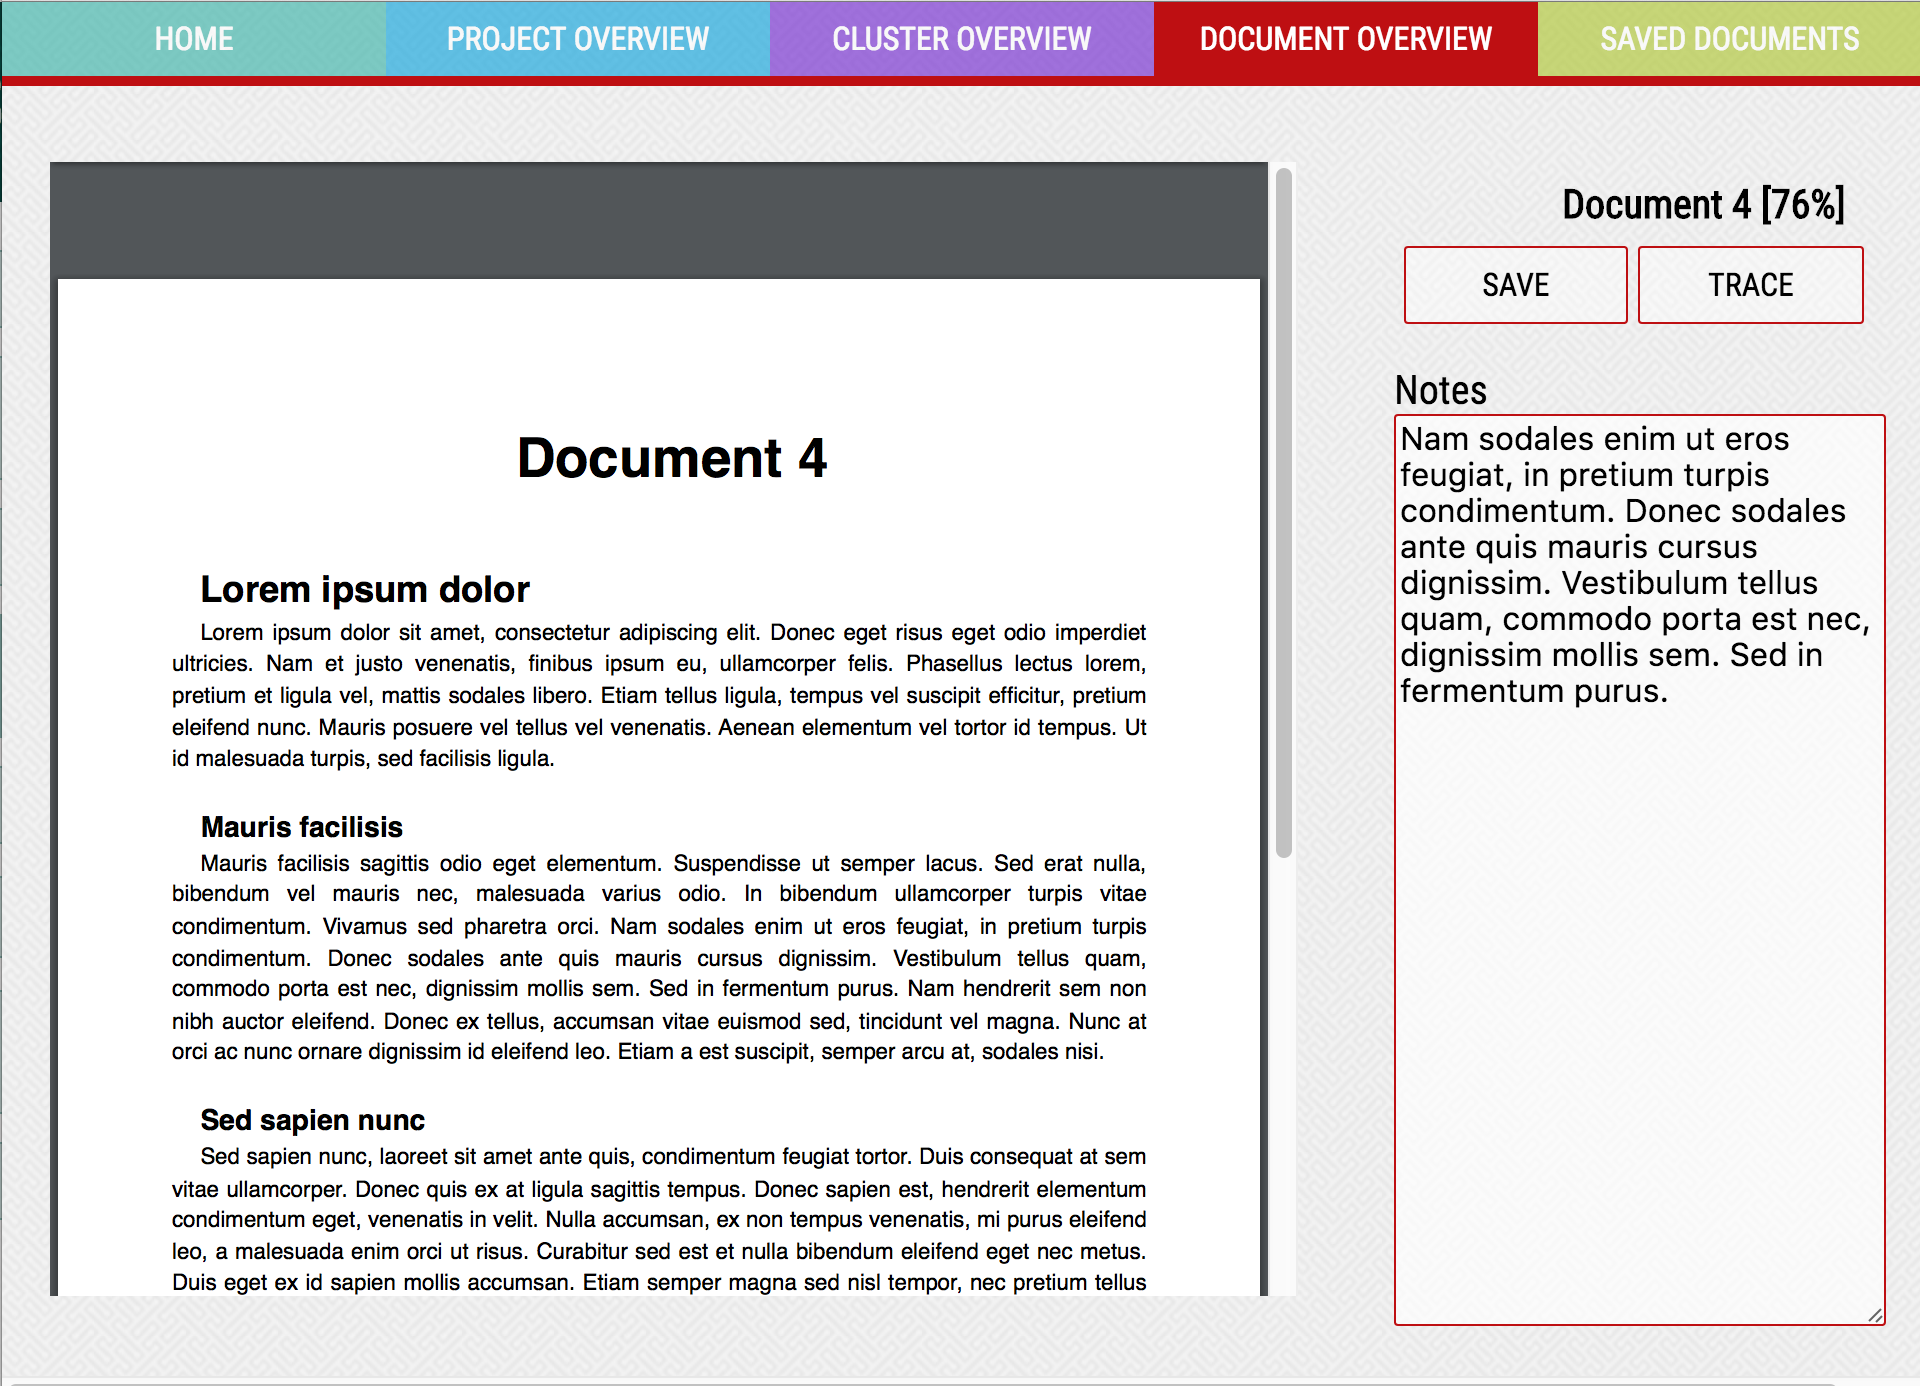 HOME PROJECT OVERVIEW CLUSTER OVERVIEW DOCUMENT OVERVIEW SAVED DOCUMENTS
Document 4
Lorem ipsum dolor
Lorem ipsum dolor sit amet, consectetur adipiscing elit. Donec eget risus eget odio imperdiet
ultricies. Nam et justo venenatis, finibus ipsum eu, ullamcorper felis. Phasellus lectus lorem,
pretium et ligula vel, mattis sodales libero. Etiam tellus ligula, tempus vel suscipit efficitur, pretium
eleifend nunc. Mauris posuere vel tellus vel venenatis. Aenean elementum vel tortor id tempus. Ut
id malesuada turpis, sed facilisis ligula.
Mauris facilisis
Mauris facilisis sagittis odio eget elementum. Suspendisse ut semper lacus. Sed erat nulla,
bibendum vel mauris nec, malesuada varius odio. In bibendum ullamcorper turpis vitae
condimentum. Vivamus sed pharetra orci. Nam sodales enim ut eros feugiat, in pretium turpis
condimentum. Donec sodales ante quis mauris cursus dignissim. Vestibulum tellus quam,
commodo porta est nec, dignissim mollis sem. Sed in fermentum purus. Nam hendrerit sem non
nibh auctor eleifend. Donec ex tellus, accumsan vitae euismod sed, tincidunt vel magna. Nunc at
orci ac nunc ornare dignissim id eleifend leo. Etiam a est suscipit, semper arcu at, sodales nisi.
Sed sapien nunc
Sed sapien nunc, laoreet sit amet ante quis, condimentum feugiat tortor. Duis consequat at sem
vitae ullamcorper. Donec quis ex at ligula sagittis tempus. Donec sapien est, hendrerit elementum
condimentum eget, venenatis in velit. Nulla accumsan, ex non tempus venenatis, mi purus eleifend
leo, a malesuada enim orci ut risus. Curabitur sed est et nulla bibendum eleifend eget nec metus.
Duis eget ex id sapien mollis accumsan. Etiam semper magna sed nisl tempor, nec pretium tellus
Document 4 [76%]
SAVE TRACE
Notes
Nam sodales enim ut eros
feugiat, in pretium turpis
condimentum. Donec sodales
ante quis mauris cursus
dignissim. Vestibulum tellus
quam, commodo porta est nec,
dignissim mollis sem. Sed in
fermentum purus.